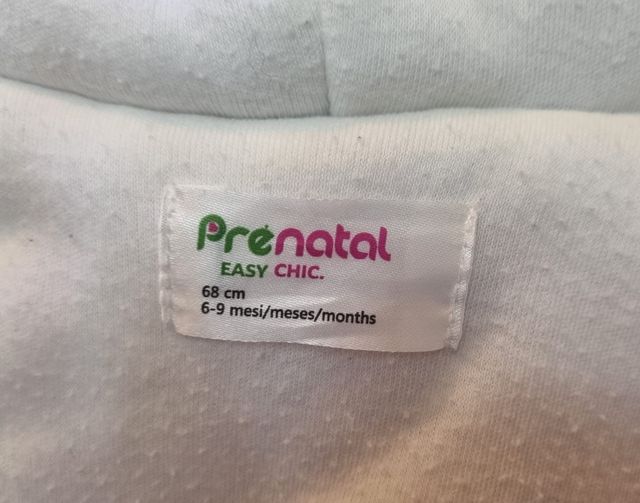 Prénatal
EASY CHIC.
68 cm
6-9 mesi/meses/months